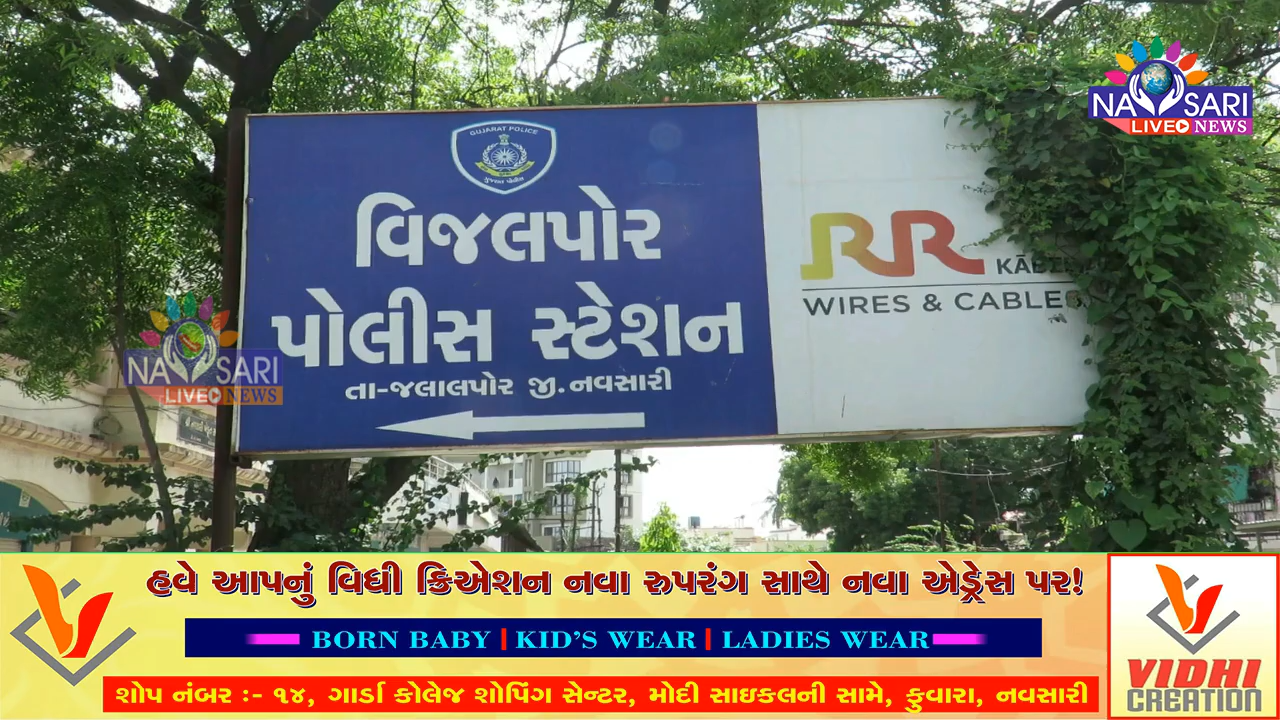 NAVSARI
LIVE NEWS
GUJARAT POLICE
ગુજરાત પોલીસ
વિજલપોર
પોલીસ સ્ટેશન
તા-જલાલપોર જી.નવસારી
RR
WIRES & CABLES
NAVSARI
LIVE NEWS
હવે આપનું વિધી ક્રિએશન નવા રુપરંગ સાથે નવા એડ્રેસ પર!
BORN BABY | KID'S WEAR | LADIES WEAR
શોપ નંબર :- ૧૪, ગાર્ડા કોલેજ શોપિંગ સેન્ટર, મોદી સાઇકલની સામે, ફુવારા, નવસારી
VIDHI
CREATION